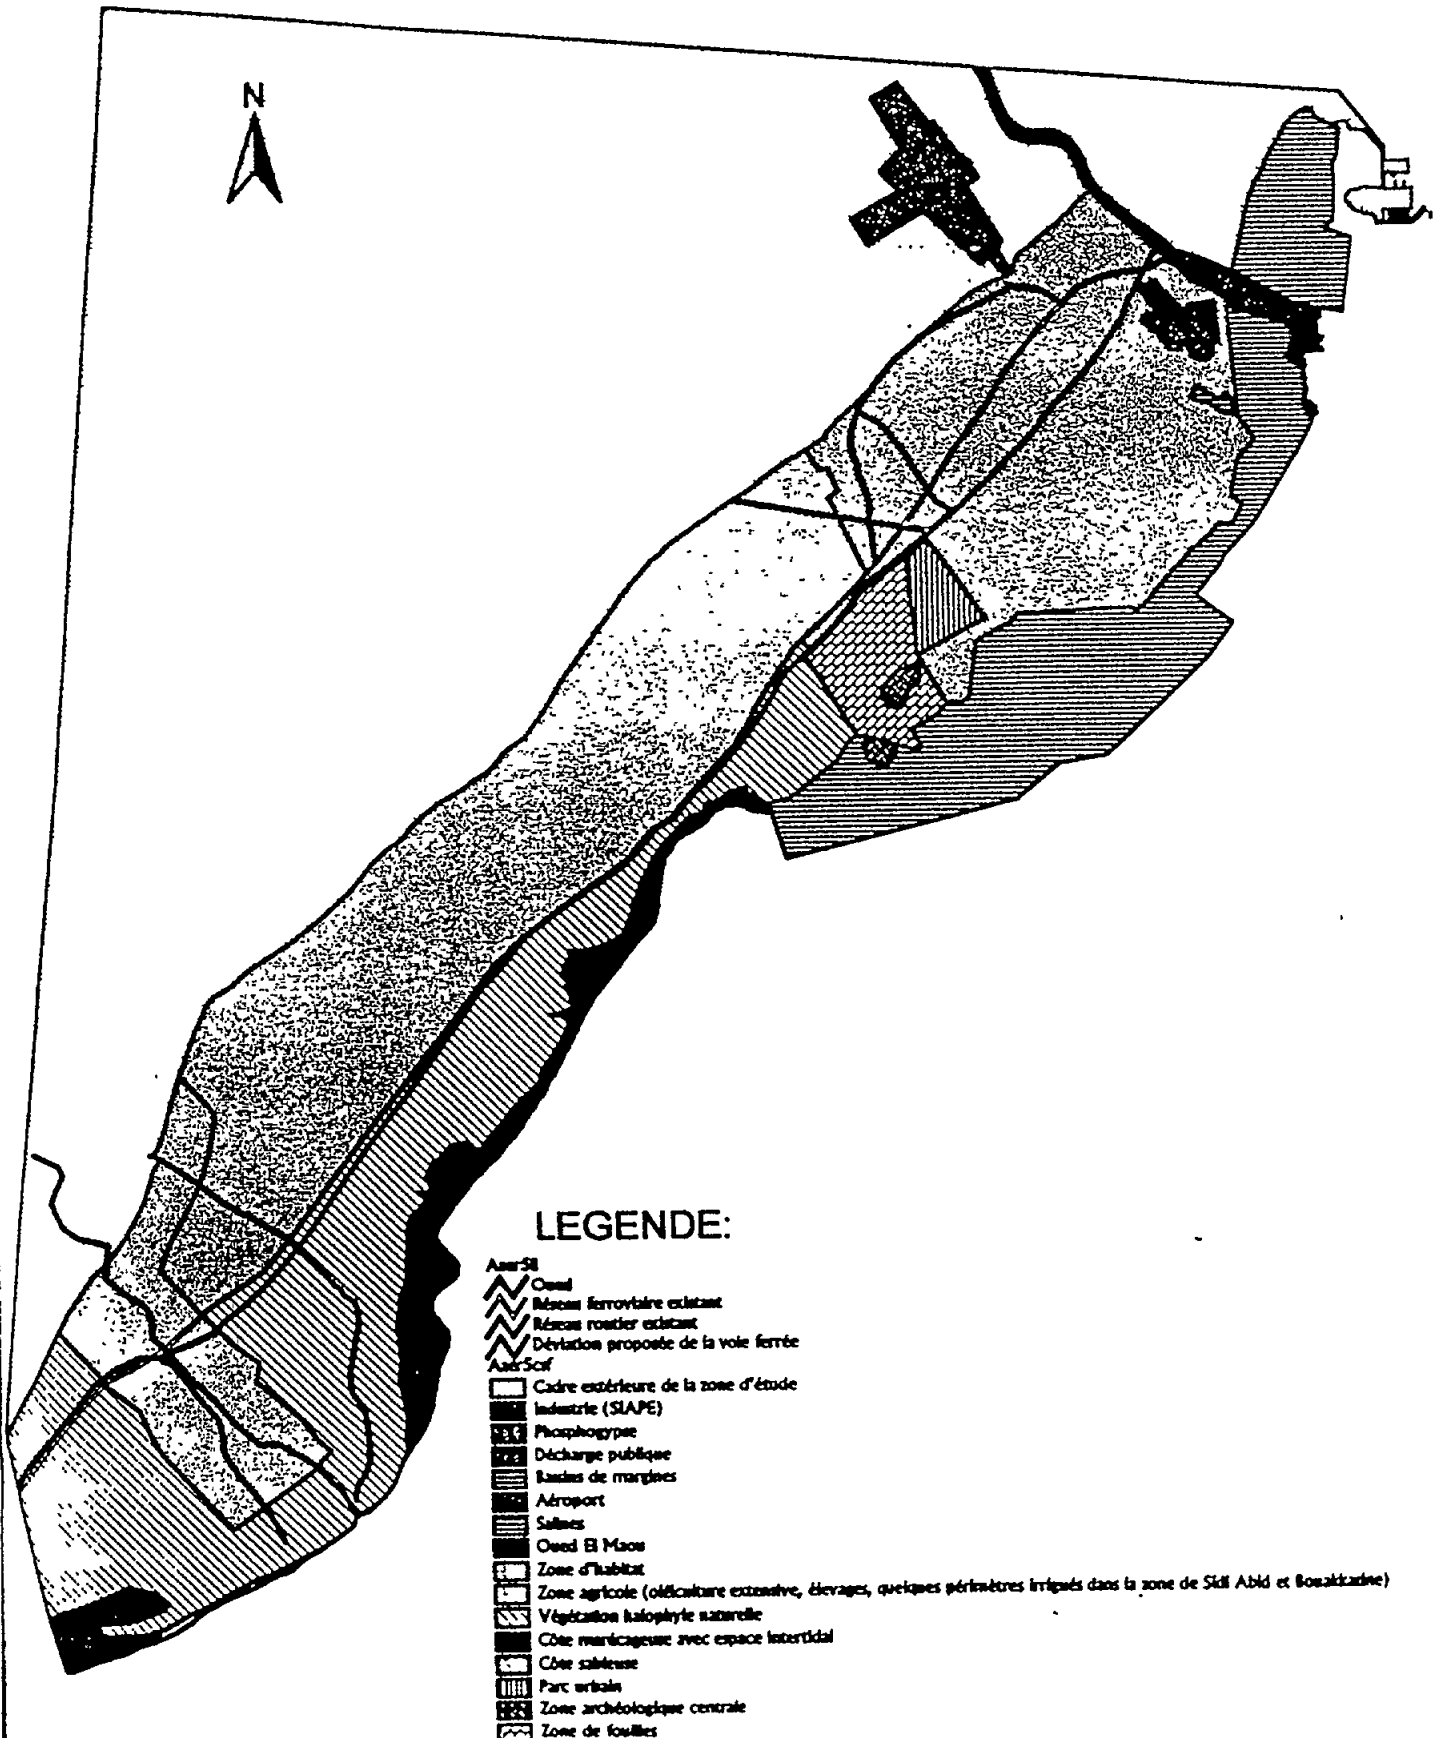 N
LEGENDE:
Oued
Réseau ferroviaire existant
Réseau routier existant
Déviation proposée de la voie ferrée
Cadre extérieure de la zone d'étude
Industrie (SIAPE)
Phosphogypse
Décharge publique
Bassins de margines
Aéroport
Salines
Oued El Maou
Zone d'habitat
Zone agricole (oléiculture extensive, élevages, quelques périmètres irrigués dans la zone de Sidi Abid et Bouakkazine)
Végétation halophyle naturelle
Côte marécageuse avec espace intertidal
Côte sableuse
Parc urbain
Zone archéologique centrale
Zone de fouilles